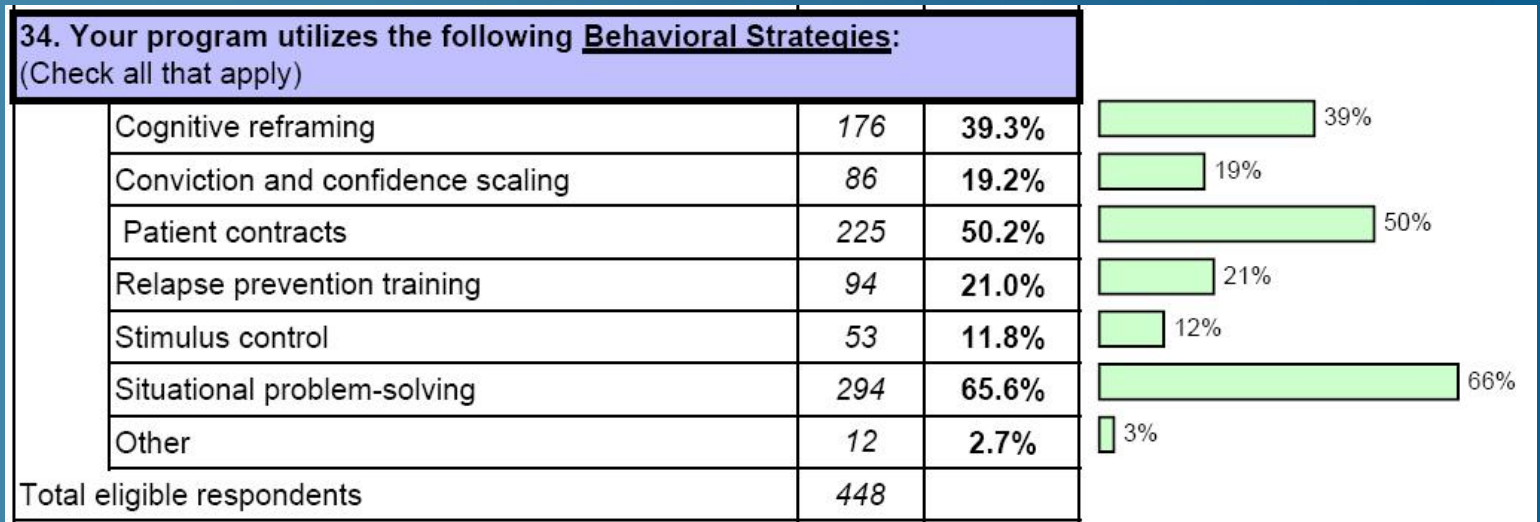 34. Your program utilizes the following Behavioral Strategies:
(Check all that apply)
Cognitive reframing 176 39.3% 39%
Conviction and confidence scaling 86 19.2% 19%
Patient contracts 225 50.2% 50%
Relapse prevention training 94 21.0% 21%
Stimulus control 53 11.8% 12%
Situational problem-solving 294 65.6% 66%
Other 12 2.7% 3%
Total eligible respondents 448